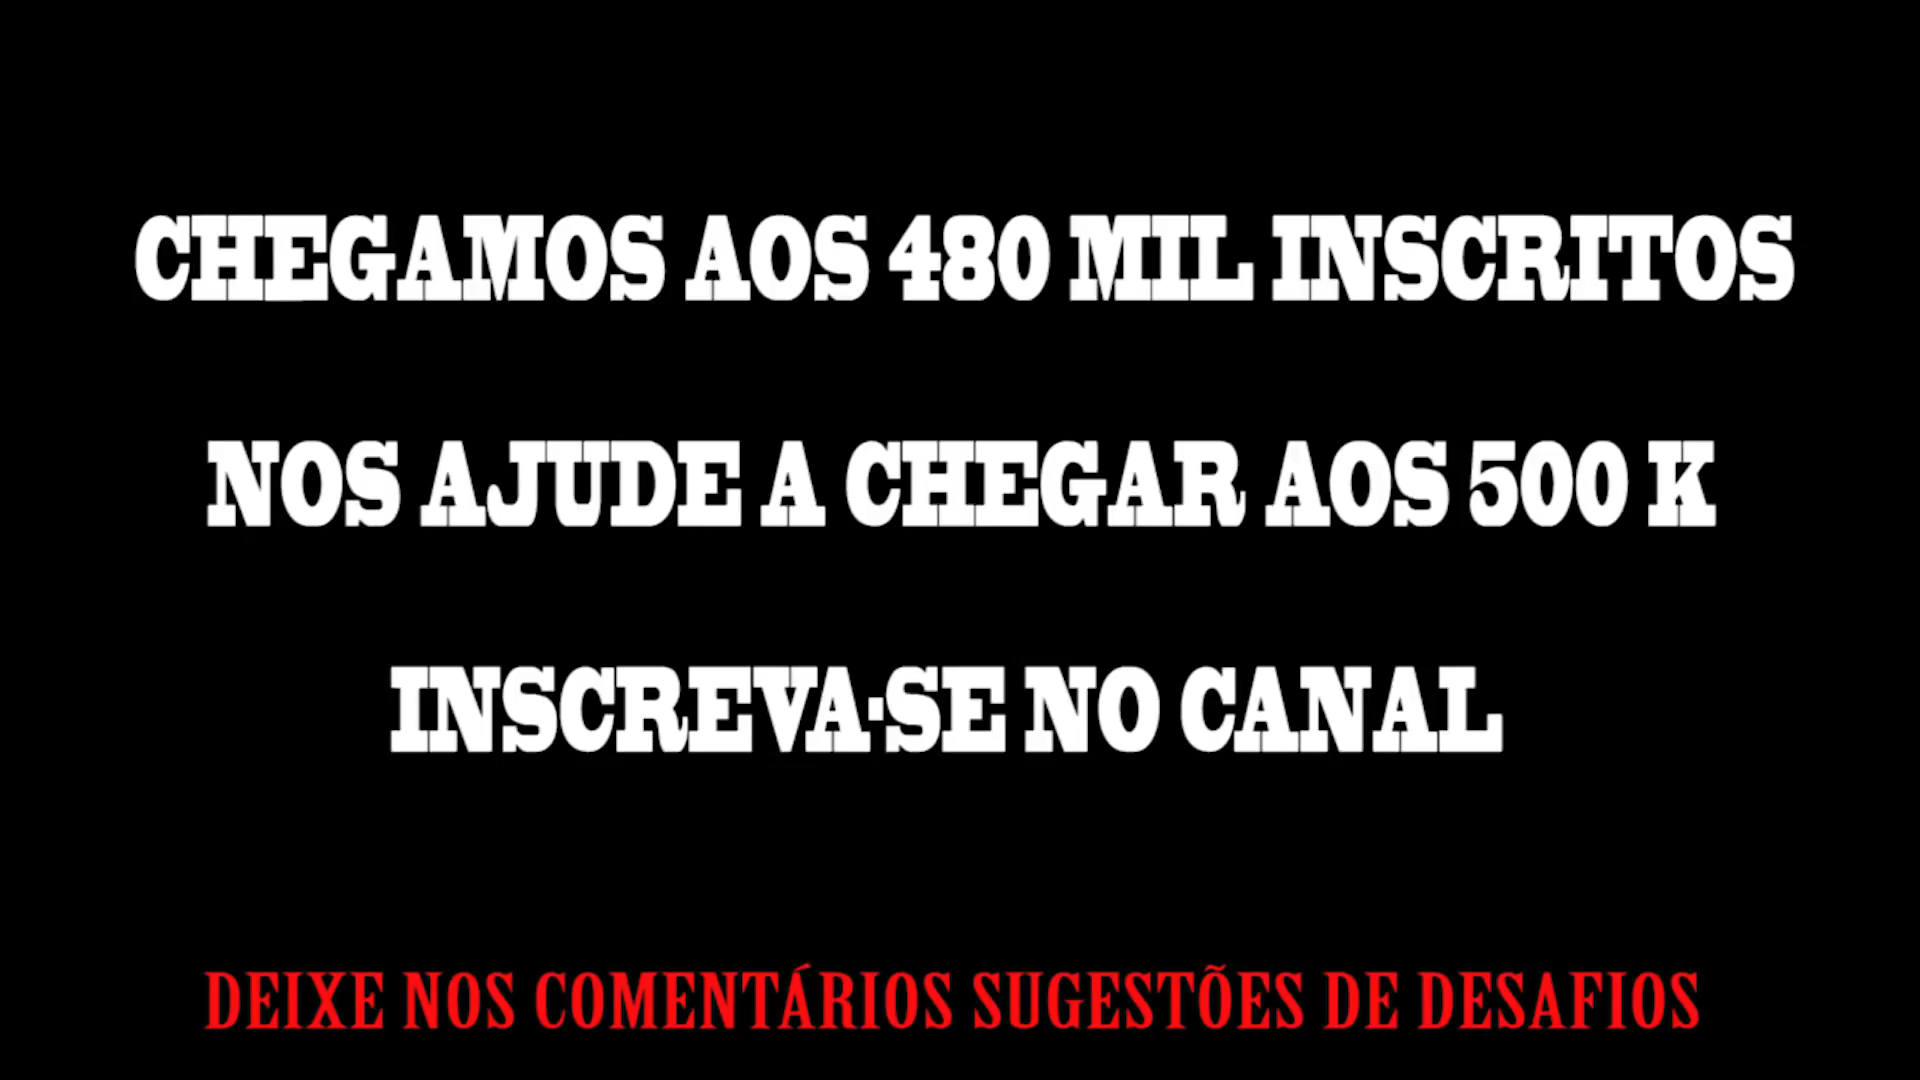 CHEGAMOS AOS 480 MIL INSCRITOS
NOS AJUDE A CHEGAR AOS 500 K
INSCREVA-SE NO CANAL
DEIXE NOS COMENTÁRIOS SUGESTÕES DE DESAFIOS